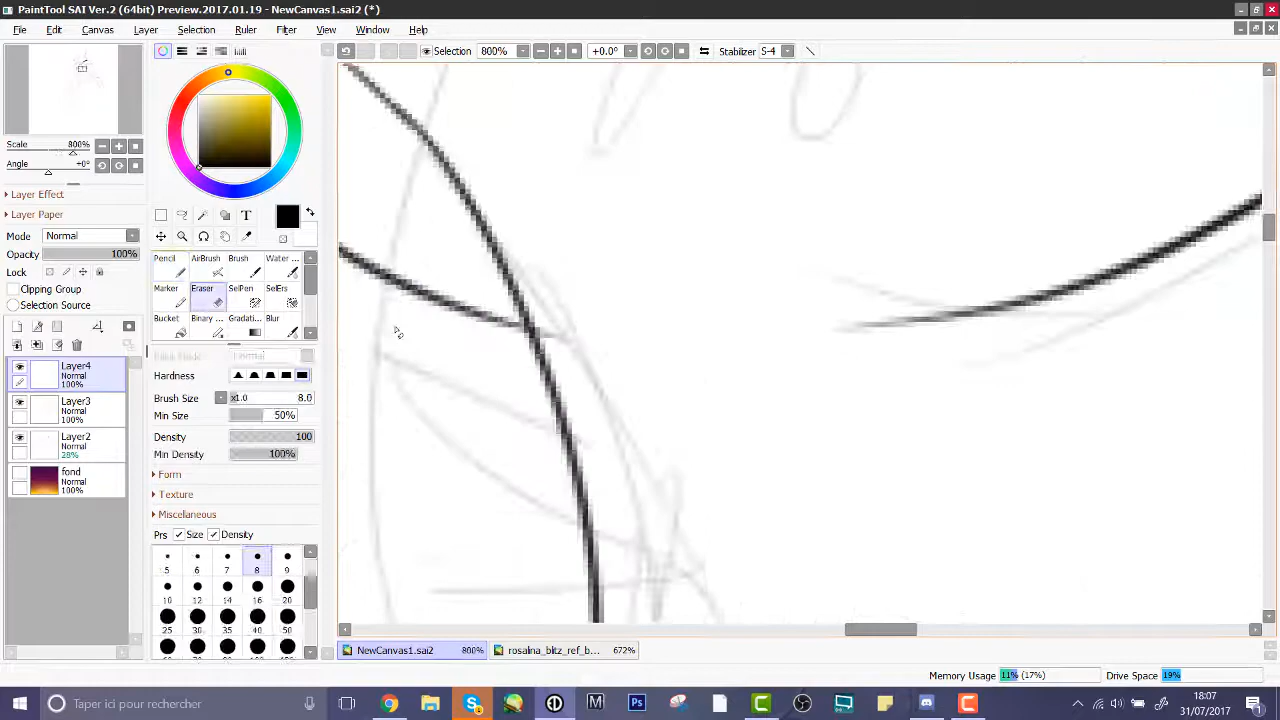 PaintTool SAI Ver.2 (64bit) Preview.2017.01.19 - NewCanvas1.sai2 (*)
File Edit Canvas Layer Selection Ruler Filter View Window Help
Selection 800% +0.0° Stabilizer S-4
Scale 800%
Angle +0°
Layer Effect
Layer Paper
Mode Normal
Opacity 100%
Lock
Clipping Group
Selection Source
T
Pencil AirBrush Brush Water ...
Marker Eraser SelPen SelErs
Bucket Binary ... Gradati...
Normal
Hardness
Brush Size x1.0 8.0
Min Size 50%
Density 100
Min Density 100%
Form
Texture
Miscellaneous
Prs Size Density
5 6 7 8 9
10 12 14 16 20
25 30 35 40 50
Layer4
Normal
100%
Layer3
Normal
100%
Layer2
Normal
28%
fond
Normal
100%
NewCanvas1.sai2 800% rosalina_blitz_ref_b... 672%
Memory Usage 11% (17%) Drive Space 19%
Taper ici pour rechercher
M Ps
18:07
31/07/2017